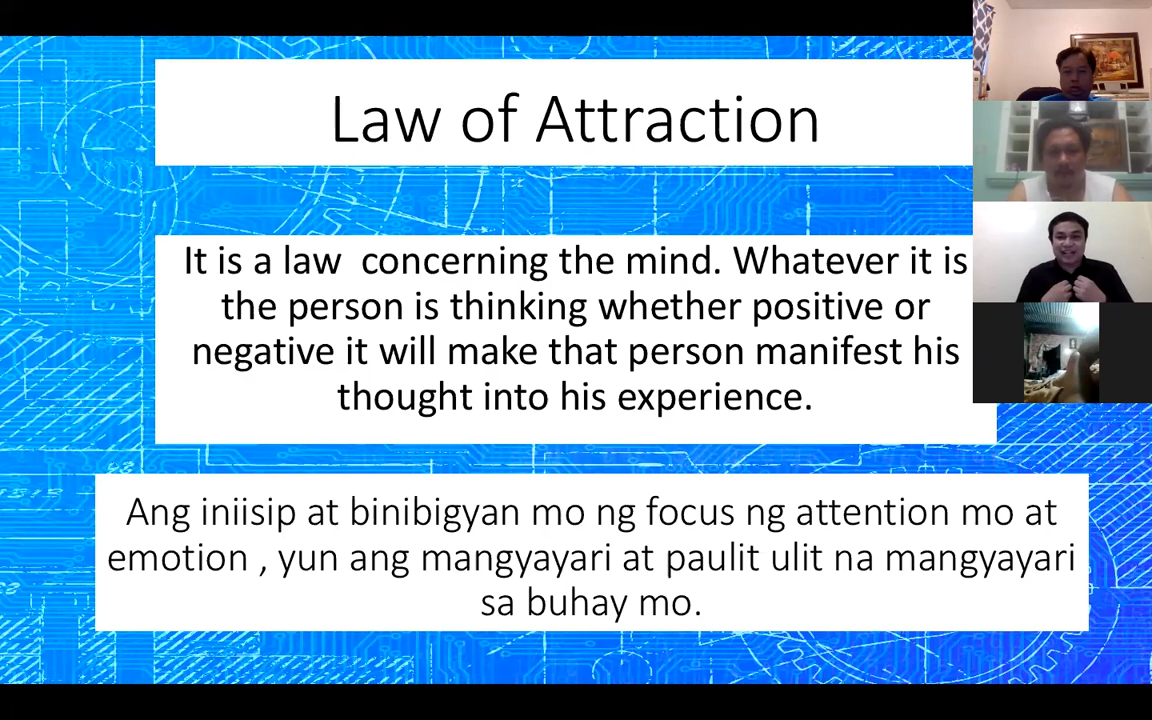 Law of Attraction
It is a law  concerning the mind. Whatever it is
the person is thinking whether positive or
negative it will make that person manifest his
thought into his experience.
Ang iniisip at binibigyan mo ng focus ng attention mo at
emotion , yun ang mangyayari at paulit ulit na mangyayari
sa buhay mo.